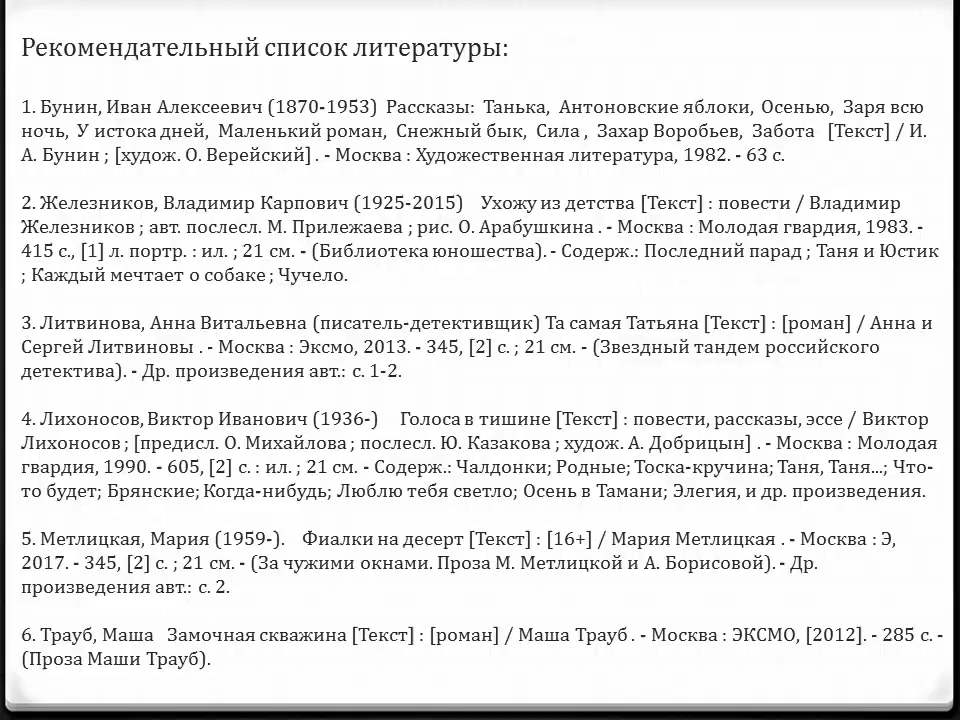 Рекомендательный список литературы:
1. Бунин, Иван Алексеевич (1870-1953) Рассказы: Танька, Антоновские яблоки, Осенью, Заря всю
ночь, У истока дней, Маленький роман, Снежный бык, Сила , Захар Воробьев, Забота [Текст] / И.
А. Бунин ; [худож. О. Верейский] . - Москва : Художественная литература, 1982. - 63 с.
2. Железников, Владимир Карпович (1925-2015) Ухожу из детства [Текст] : повести / Владимир
Железников ; авт. послесл. М. Прилежаева ; рис. О. Арабушкина . - Москва : Молодая гвардия, 1983. -
415 с., [1] л. портр. : ил. ; 21 см. - (Библиотека юношества). - Содерж.: Последний парад ; Таня и Юстик
; Каждый мечтает о собаке ; Чучело.
3. Литвинова, Анна Витальевна (писатель-детективщик) Та самая Татьяна [Текст] : [роман] / Анна и
Сергей Литвиновы . - Москва : Эксмо, 2013. - 345, [2] с. ; 21 см. - (Звездный тандем российского
детектива). - Др. произведения авт.: с. 1-2.
4. Лихоносов, Виктор Иванович (1936-) Голоса в тишине [Текст] : повести, рассказы, эссе / Виктор
Лихоносов ; [предисл. О. Михайлова ; послесл. Ю. Казакова ; худож. А. Добрицын] . - Москва : Молодая
гвардия, 1990. - 605, [2] с. : ил. ; 21 см. - Содерж.: Чалдонки; Родные; Тоска-кручина; Таня, Таня...; Что-
то будет; Брянские; Когда-нибудь; Люблю тебя светло; Осень в Тамани; Элегия, и др. произведения.
5. Метлицкая, Мария (1959-). Фиалки на десерт [Текст] : [16+] / Мария Метлицкая . - Москва : Э,
2017. - 345, [2] с. ; 21 см. - (За чужими окнами. Проза М. Метлицкой и А. Борисовой). - Др.
произведения авт.: с. 2.
6. Трауб, Маша Замочная скважина [Текст] : [роман] / Маша Трауб . - Москва : ЭКСМО, [2012]. - 285 с. -
(Проза Маши Трауб).